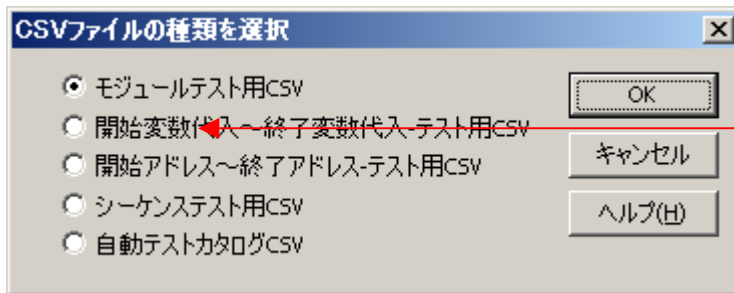 CSVファイルの種類を選択
モジュールテスト用CSV
開始変数代入～終了変数代入-テスト用CSV
開始アドレス～終了アドレス-テスト用CSV
シーケンステスト用CSV
自動テストカタログCSV
OK
キャンセル
ヘルプ(H)